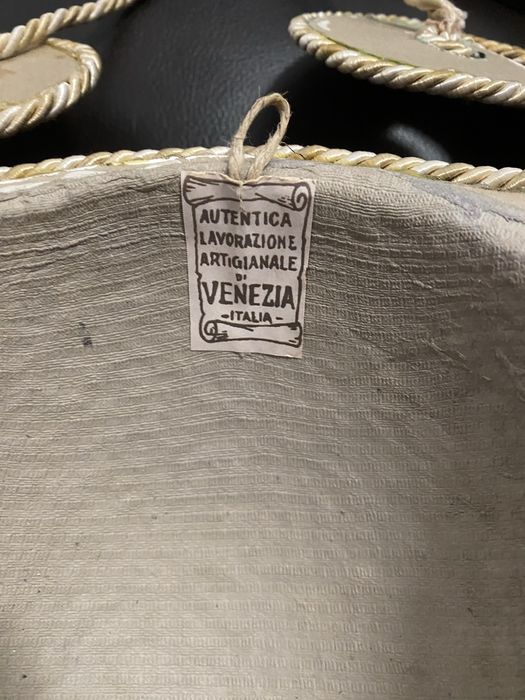 AUTENTICA
LAVORAZIONE
ARTIGIANALE
DI
VENEZIA
-ITALIA-